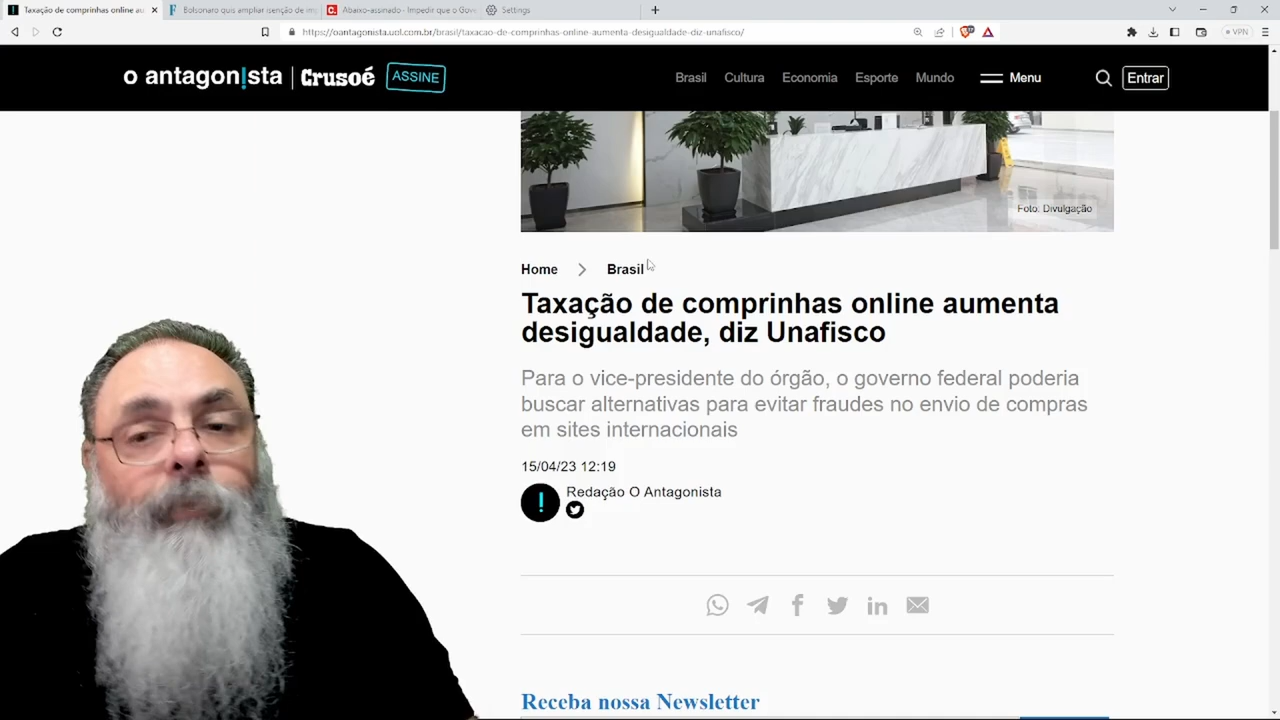 Taxação de comprinhas online au
Bolsonaro quis ampliar isenção de im
Abaixo-assinado - Impedir que o Gov
Settings
https://oantagonista.uol.com.br/brasil/taxacao-de-comprinhas-online-aumenta-desigualdade-diz-unafisco/
VPN
o antagon!sta | Crusoé ASSINE
Brasil Cultura Economia Esporte Mundo Menu Entrar
Foto: Divulgação
Home > Brasil
Taxação de comprinhas online aumenta
desigualdade, diz Unafisco
Para o vice-presidente do órgão, o governo federal poderia
buscar alternativas para evitar fraudes no envio de compras
em sites internacionais
15/04/23 12:19
Redação O Antagonista
Receba nossa Newsletter